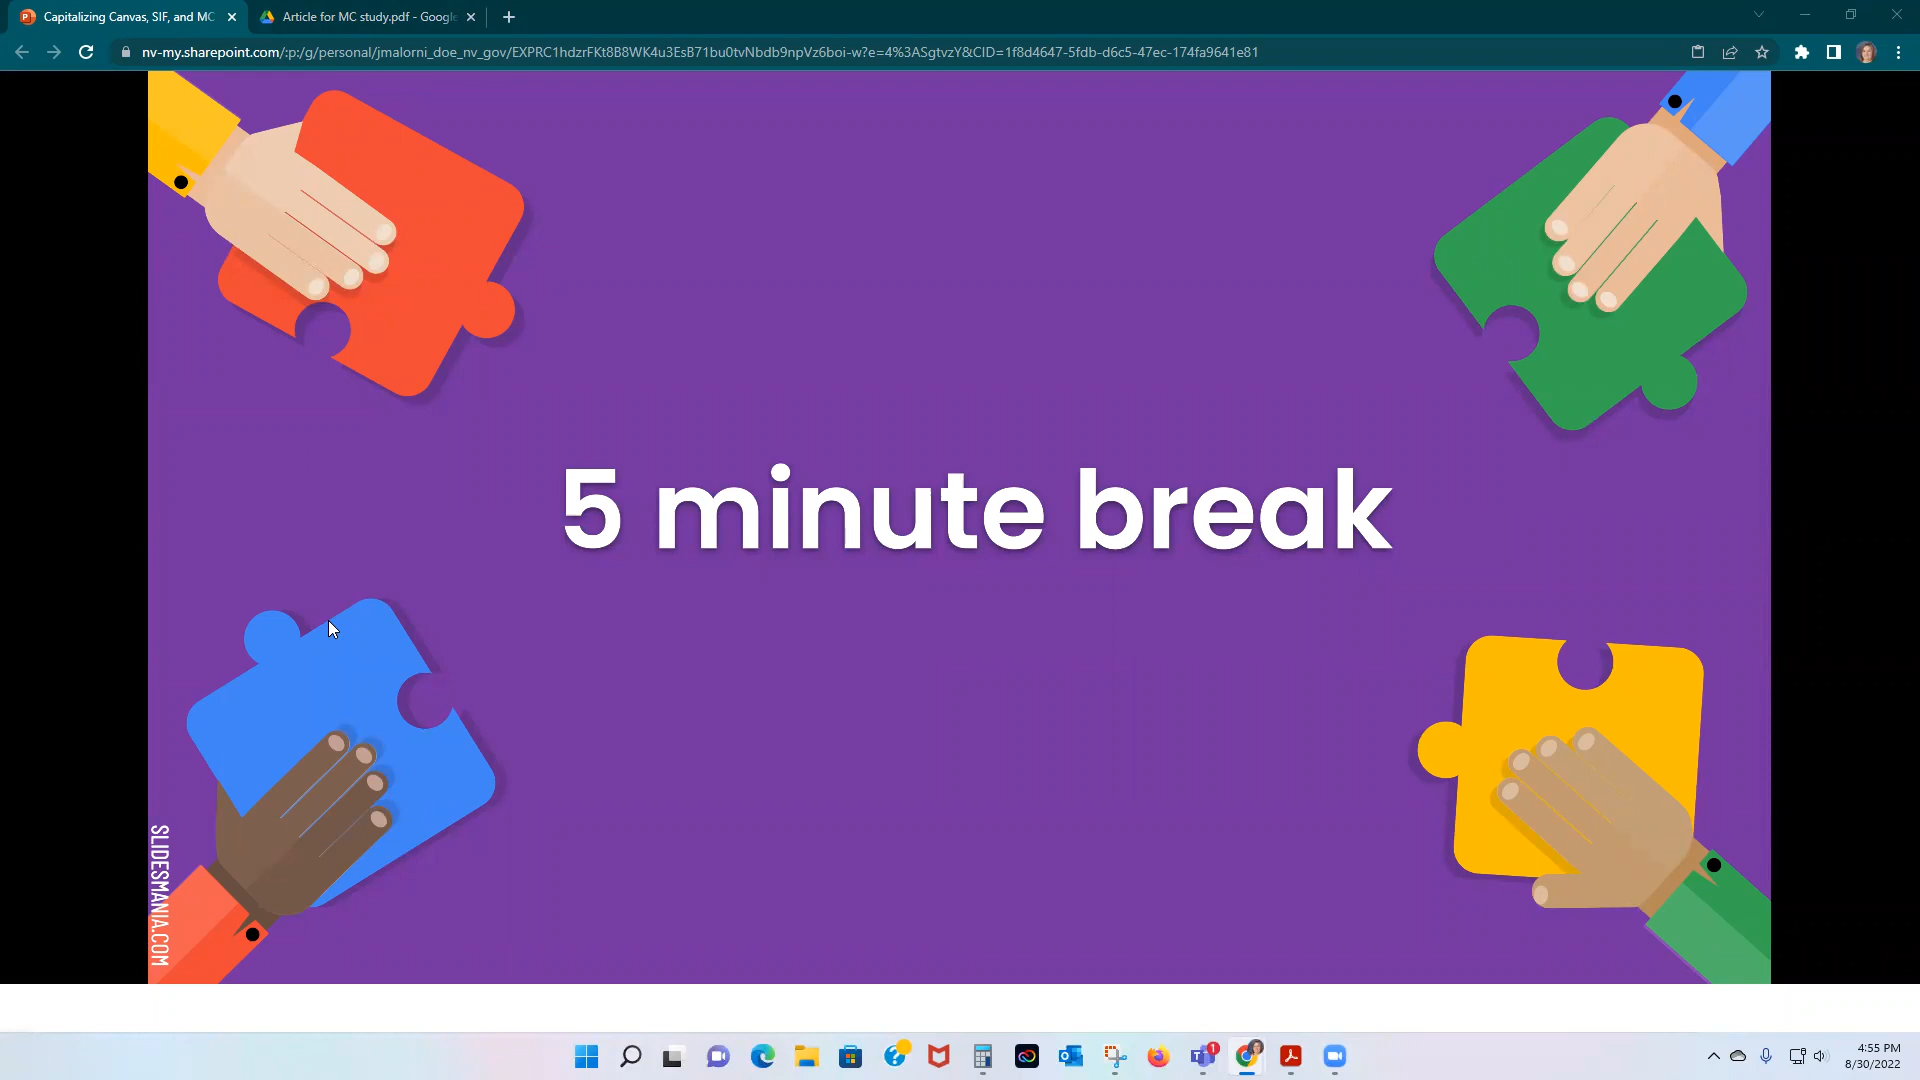 Capitalizing Canvas, SIF, and MC
Article for MC study.pdf - Google
nv-my.sharepoint.com/:p:/g/personal/jmalorni_doe_nv_gov/EXPRC1hdzrFKt8B8WK4u3EsB71bu0tvNbdb9npVz6boi-w?e=4%3ASgtvzY&CID=1f8d4647-5fdb-d6c5-47ec-174fa9641e81
5 minute break
SLIDESMANIA.COM
1
4:55 PM
8/30/2022